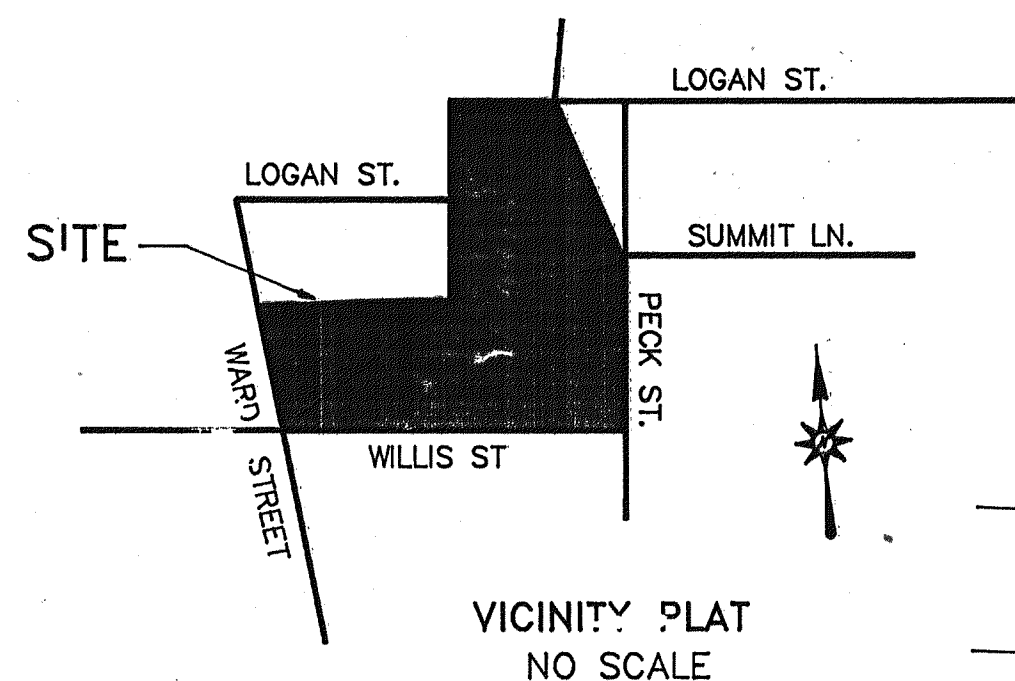 LOGAN ST.
LOGAN ST.
SITE
SUMMIT LN.
PECK ST.
WARD STREET
WILLIS ST
N
VICINITY PLAT
NO SCALE